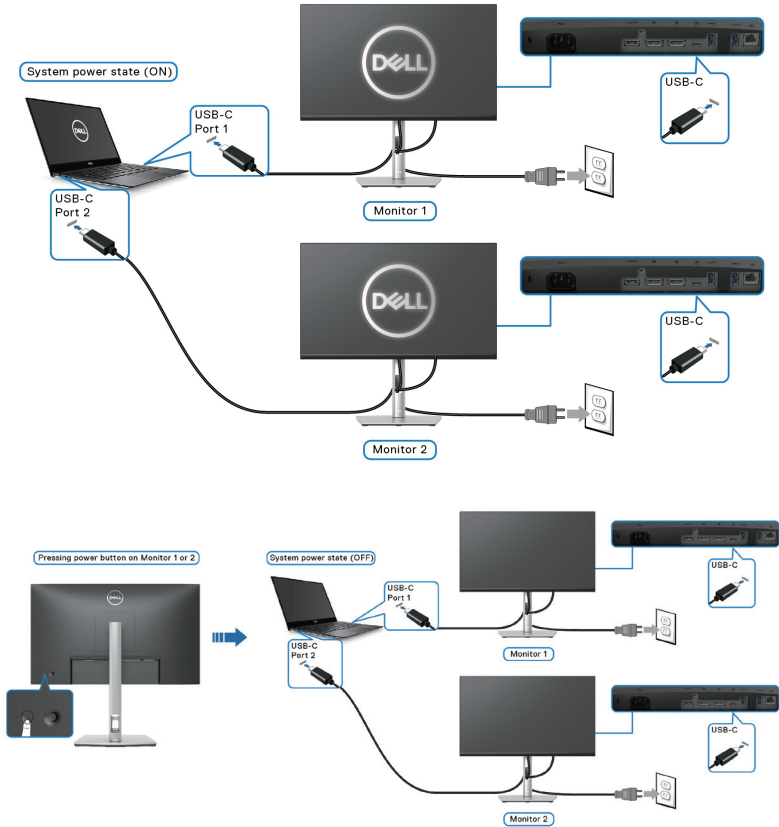 System power state (ON)
DELL
DELL
USB-C
Port 1
USB-C
Monitor 1
USB-C
Port 2
DELL
USB-C
Monitor 2
Pressing power button on Monitor 1 or 2
DELL
System power state (OFF)
USB-C
Port 1
USB-C
Monitor 1
USB-C
Port 2
USB-C
Monitor 2